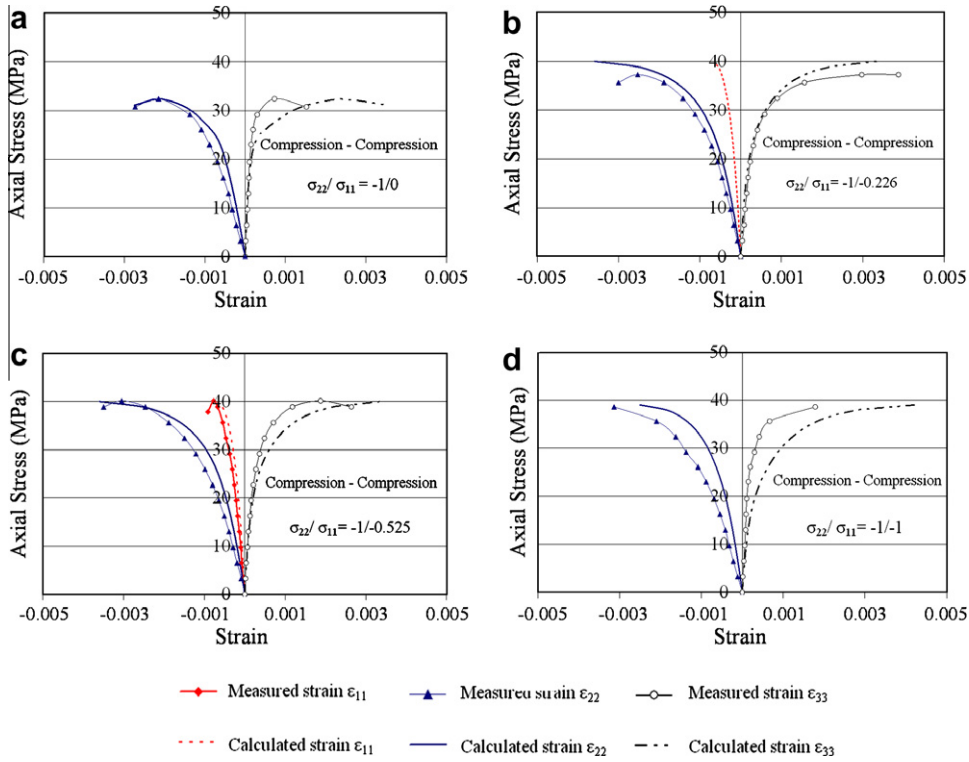 a
Axial Stress (MPa)
50
40
30
20
10
0
-0.005
-0.003
-0.001
0.001
0.003
0.005
Strain
Compression - Compression
σ22/ σ11 = -1/0
b
Axial Stress (MPa)
50
40
30
20
10
0
-0.005
-0.003
-0.001
0.001
0.003
0.005
Strain
Compression - Compression
σ22/ σ11= -1/-0.226
c
Axial Stress (MPa)
50
40
30
20
10
0
-0.005
-0.003
-0.001
0.001
0.003
0.005
Strain
Compression - Compression
σ22/ σ11= -1/-0.525
d
Axial Stress (MPa)
50
40
30
20
10
0
-0.005
-0.003
-0.001
0.001
0.003
0.005
Strain
Compression - Compression
σ22/ σ11= -1/-1
Measured strain ε11
Measured strain ε22
Measured strain ε33
Calculated strain ε11
Calculated strain ε22
Calculated strain ε33